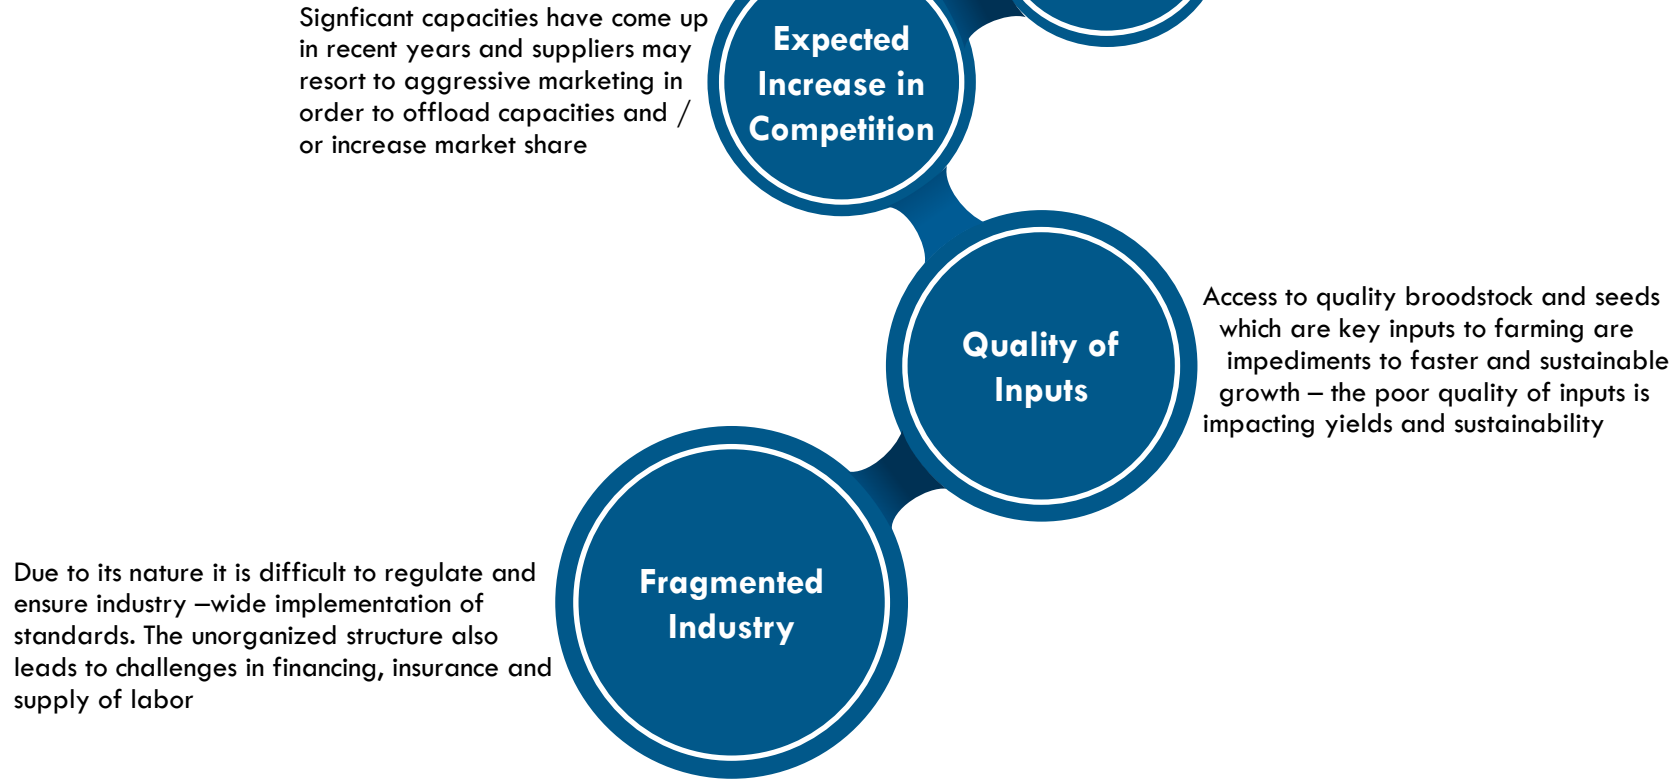 Signficant capacities have come up
in recent years and suppliers may
resort to aggressive marketing in
order to offload capacities and /
or increase market share
Expected
Increase in
Competition
Quality of
Inputs
Access to quality broodstock and seeds
which are key inputs to farming are
impediments to faster and sustainable
growth – the poor quality of inputs is
impacting yields and sustainability
Fragmented
Industry
Due to its nature it is difficult to regulate and
ensure industry –wide implementation of
standards. The unorganized structure also
leads to challenges in financing, insurance and
supply of labor